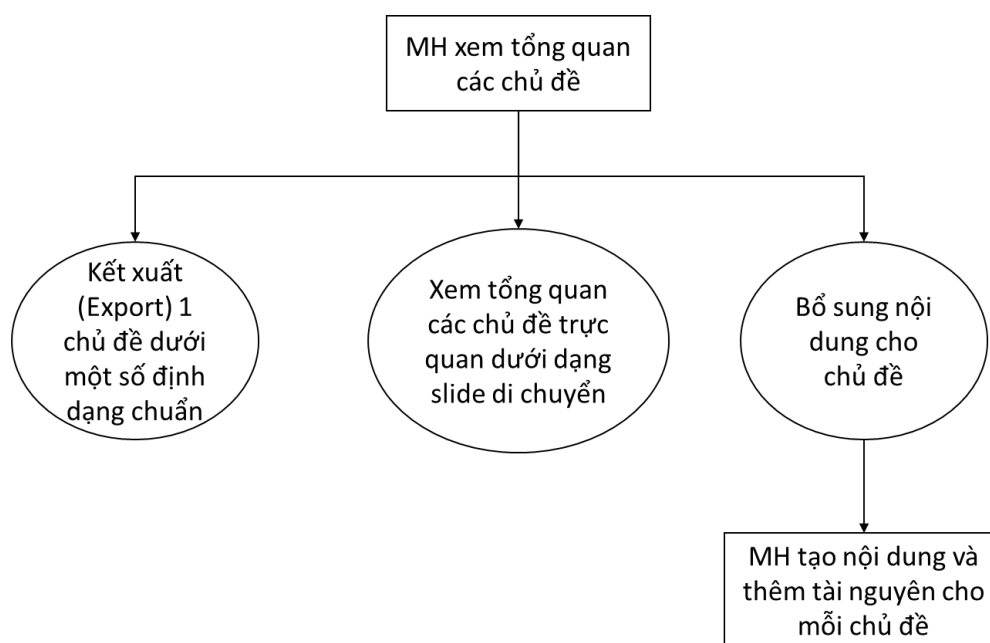 MH xem tổng quan
các chủ đề
Kết xuất
(Export) 1
chủ đề dưới
một số định
dạng chuẩn
Xem tổng quan
các chủ đề trực
quan dưới dạng
slide di chuyển
Bổ sung nội
dung cho
chủ đề
MH tạo nội dung và
thêm tài nguyên cho
mỗi chủ đề